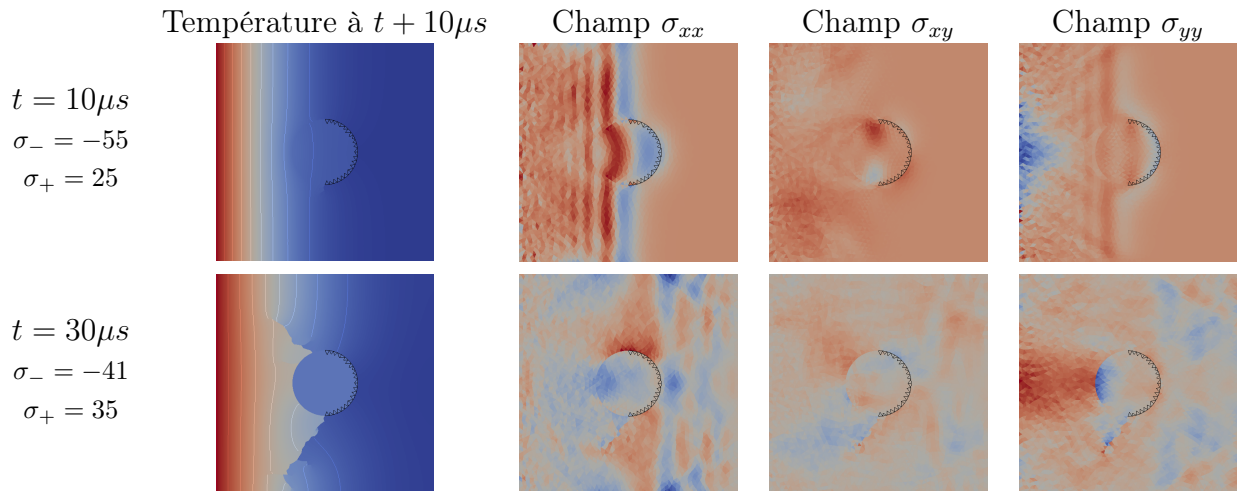 Température à t + 10μs Champ σxx Champ σxy Champ σyy
t = 10μs
σ− = −55
σ+ = 25
t = 30μs
σ− = −41
σ+ = 35